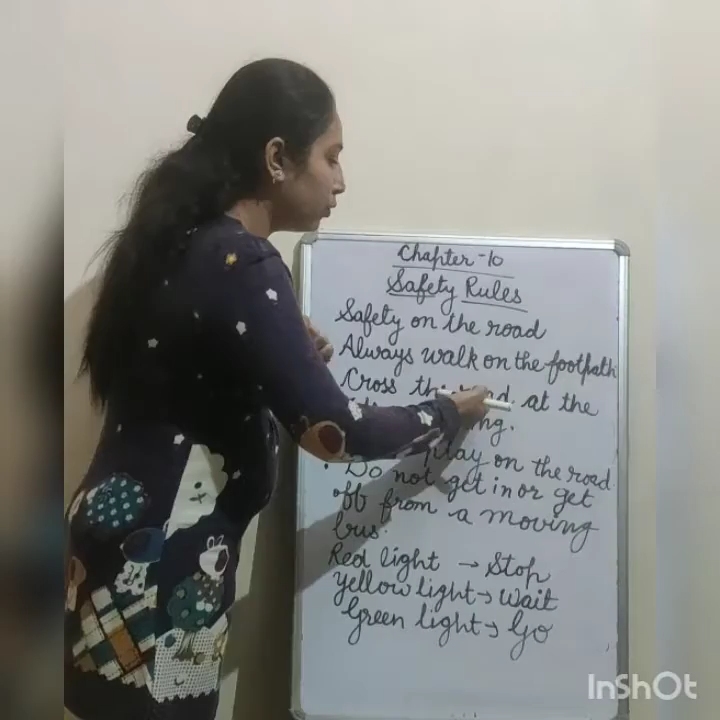 Chapter-10
Safety Rules
Safety on the road
Always walk on the footpath
Cross at the
play on the road
• Do not get in or get
off from a moving
bus.
Red light → Stop
Yellow light → Wait
Green light → Go
InShOt